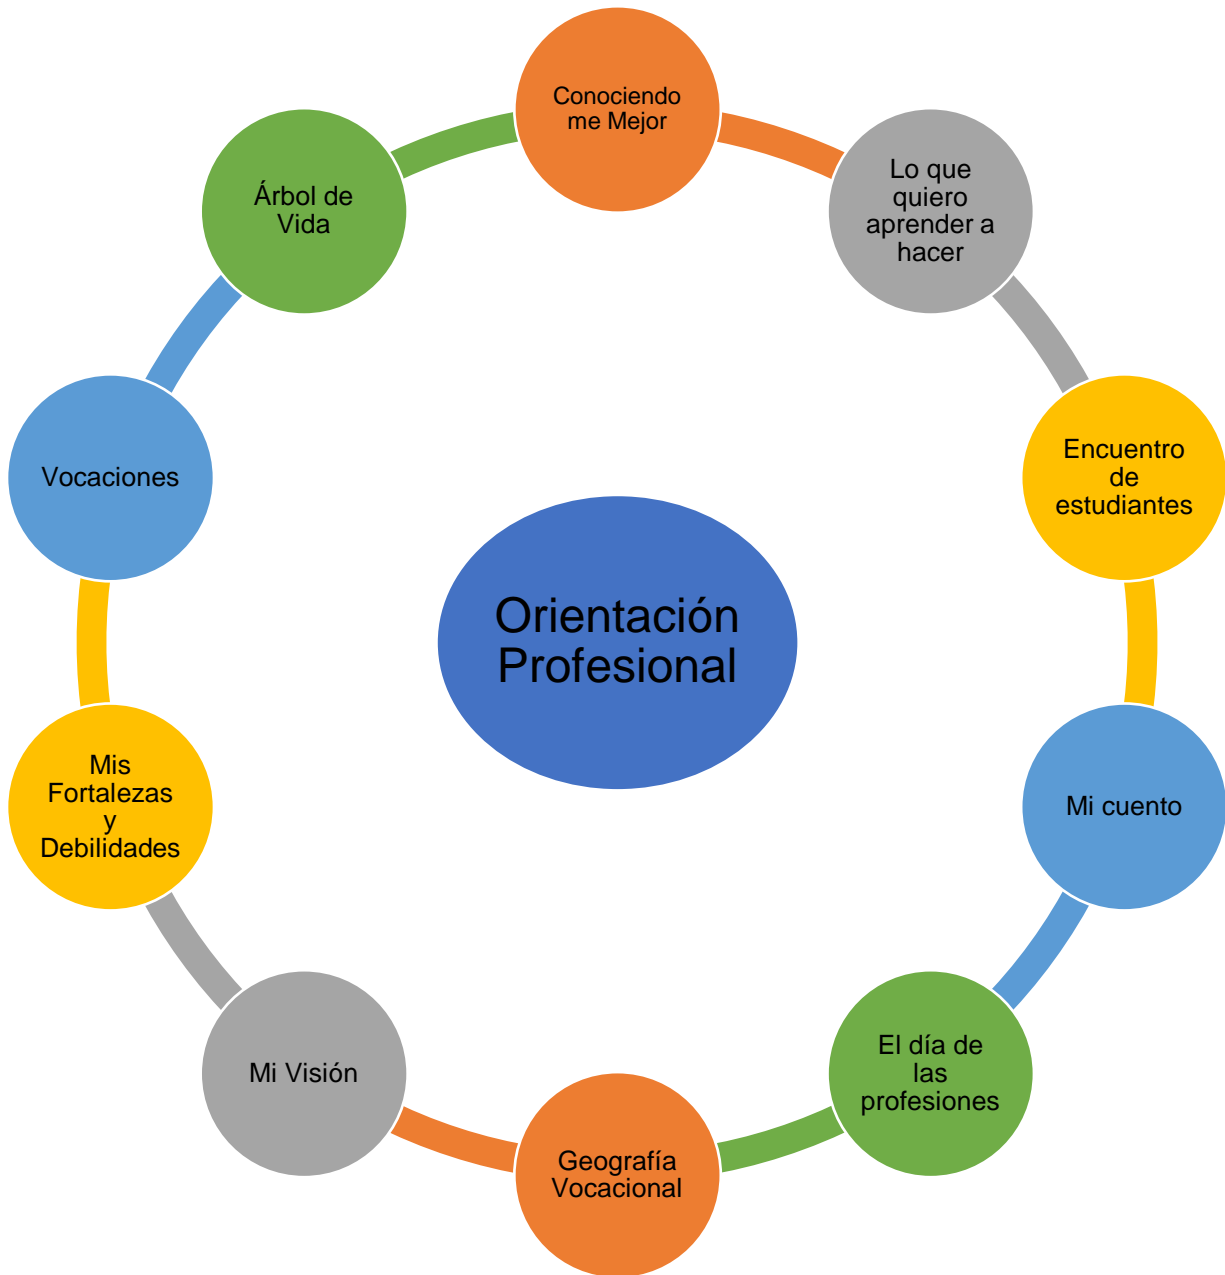 Conociendo
me Mejor
Lo que
quiero
aprender a
hacer
Encuentro
de
estudiantes
Mi cuento
El día de
las
profesiones
Geografía
Vocacional
Mi Visión
Mis
Fortalezas
y
Debilidades
Vocaciones
Árbol de
Vida
Orientación
Profesional